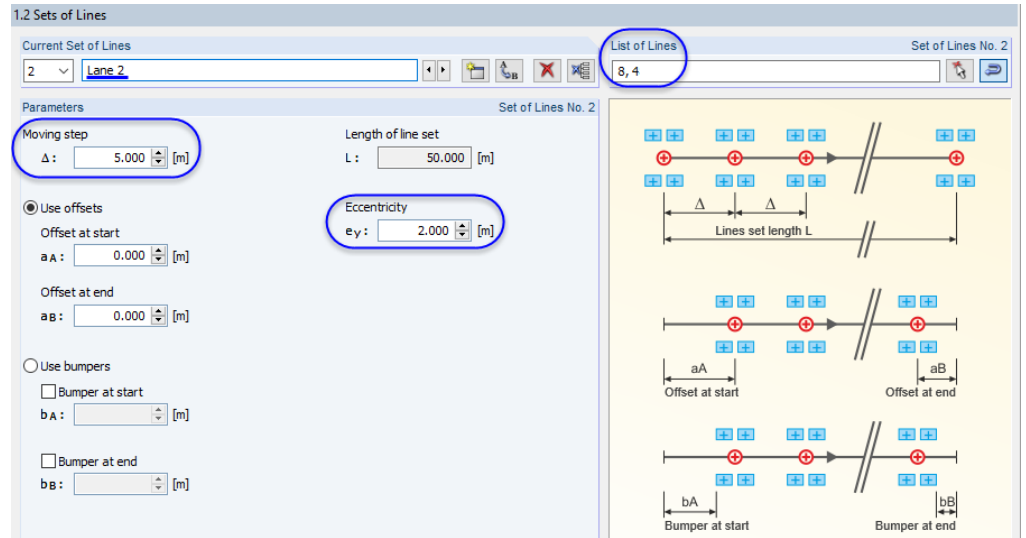 1.2 Sets of Lines
Current Set of Lines
2 Lane 2
List of Lines Set of Lines No. 2
8, 4
Parameters Set of Lines No. 2
Moving step
Δ: 5.000 [m]
Length of line set
L: 50.000 [m]
Use offsets
Offset at start
aA: 0.000 [m]
Eccentricity
ey: 2.000 [m]
Offset at end
aB: 0.000 [m]
Use bumpers
Bumper at start
bA: [m]
Bumper at end
bB: [m]
Δ Δ
Lines set length L
aA aB
Offset at start Offset at end
bA bB
Bumper at start Bumper at end